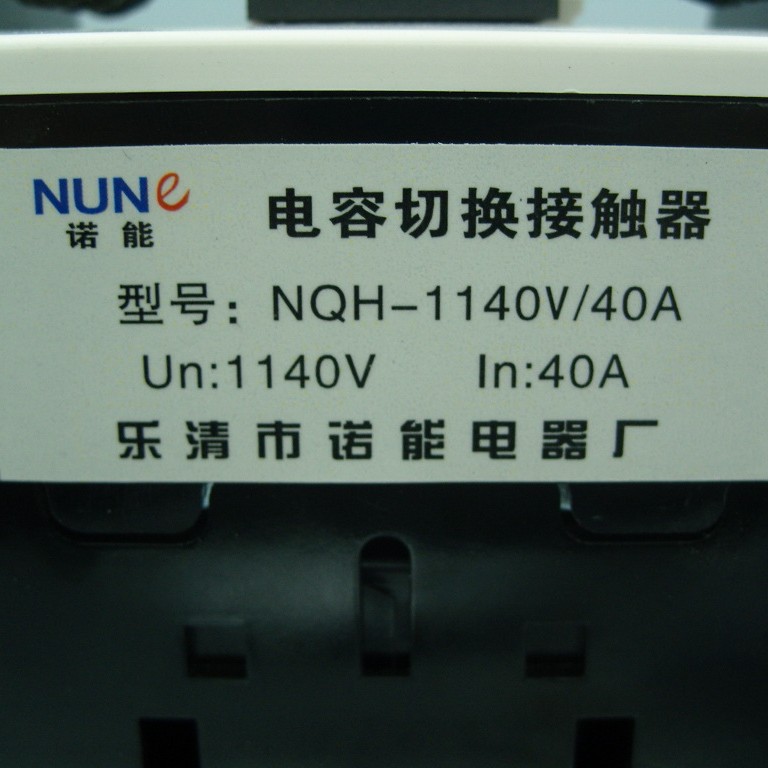 NUNe 电容切换接触器
诺能
型号：NQH-1140V/40A
Un:1140V In:40A
乐清市诺能电器厂